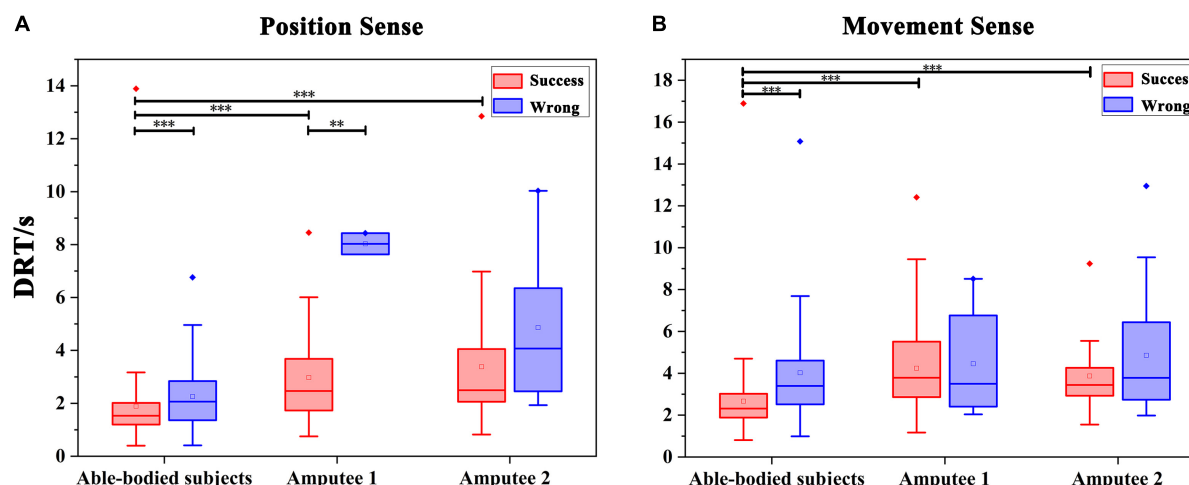 A
Position Sense
DRT/s
14
12
10
8
6
4
2
0
***
***
***
**
Success
Wrong
Able-bodied subjects
Amputee 1
Amputee 2
B
Movement Sense
18
16
14
12
10
8
6
4
2
0
***
***
***
Succes
Wrong
Able-bodied subjects
Amputee 1
Amputee 2